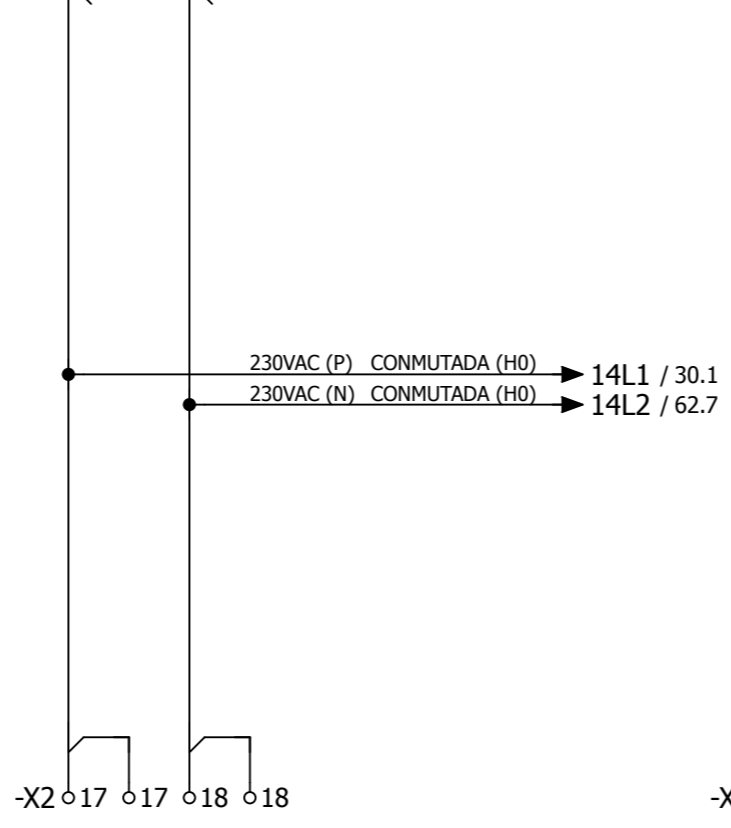 230VAC (P) CONMUTADA (H0) 14L1 / 30.1
230VAC (N) CONMUTADA (H0) 14L2 / 62.7
-X2 17 17 18 18 -X